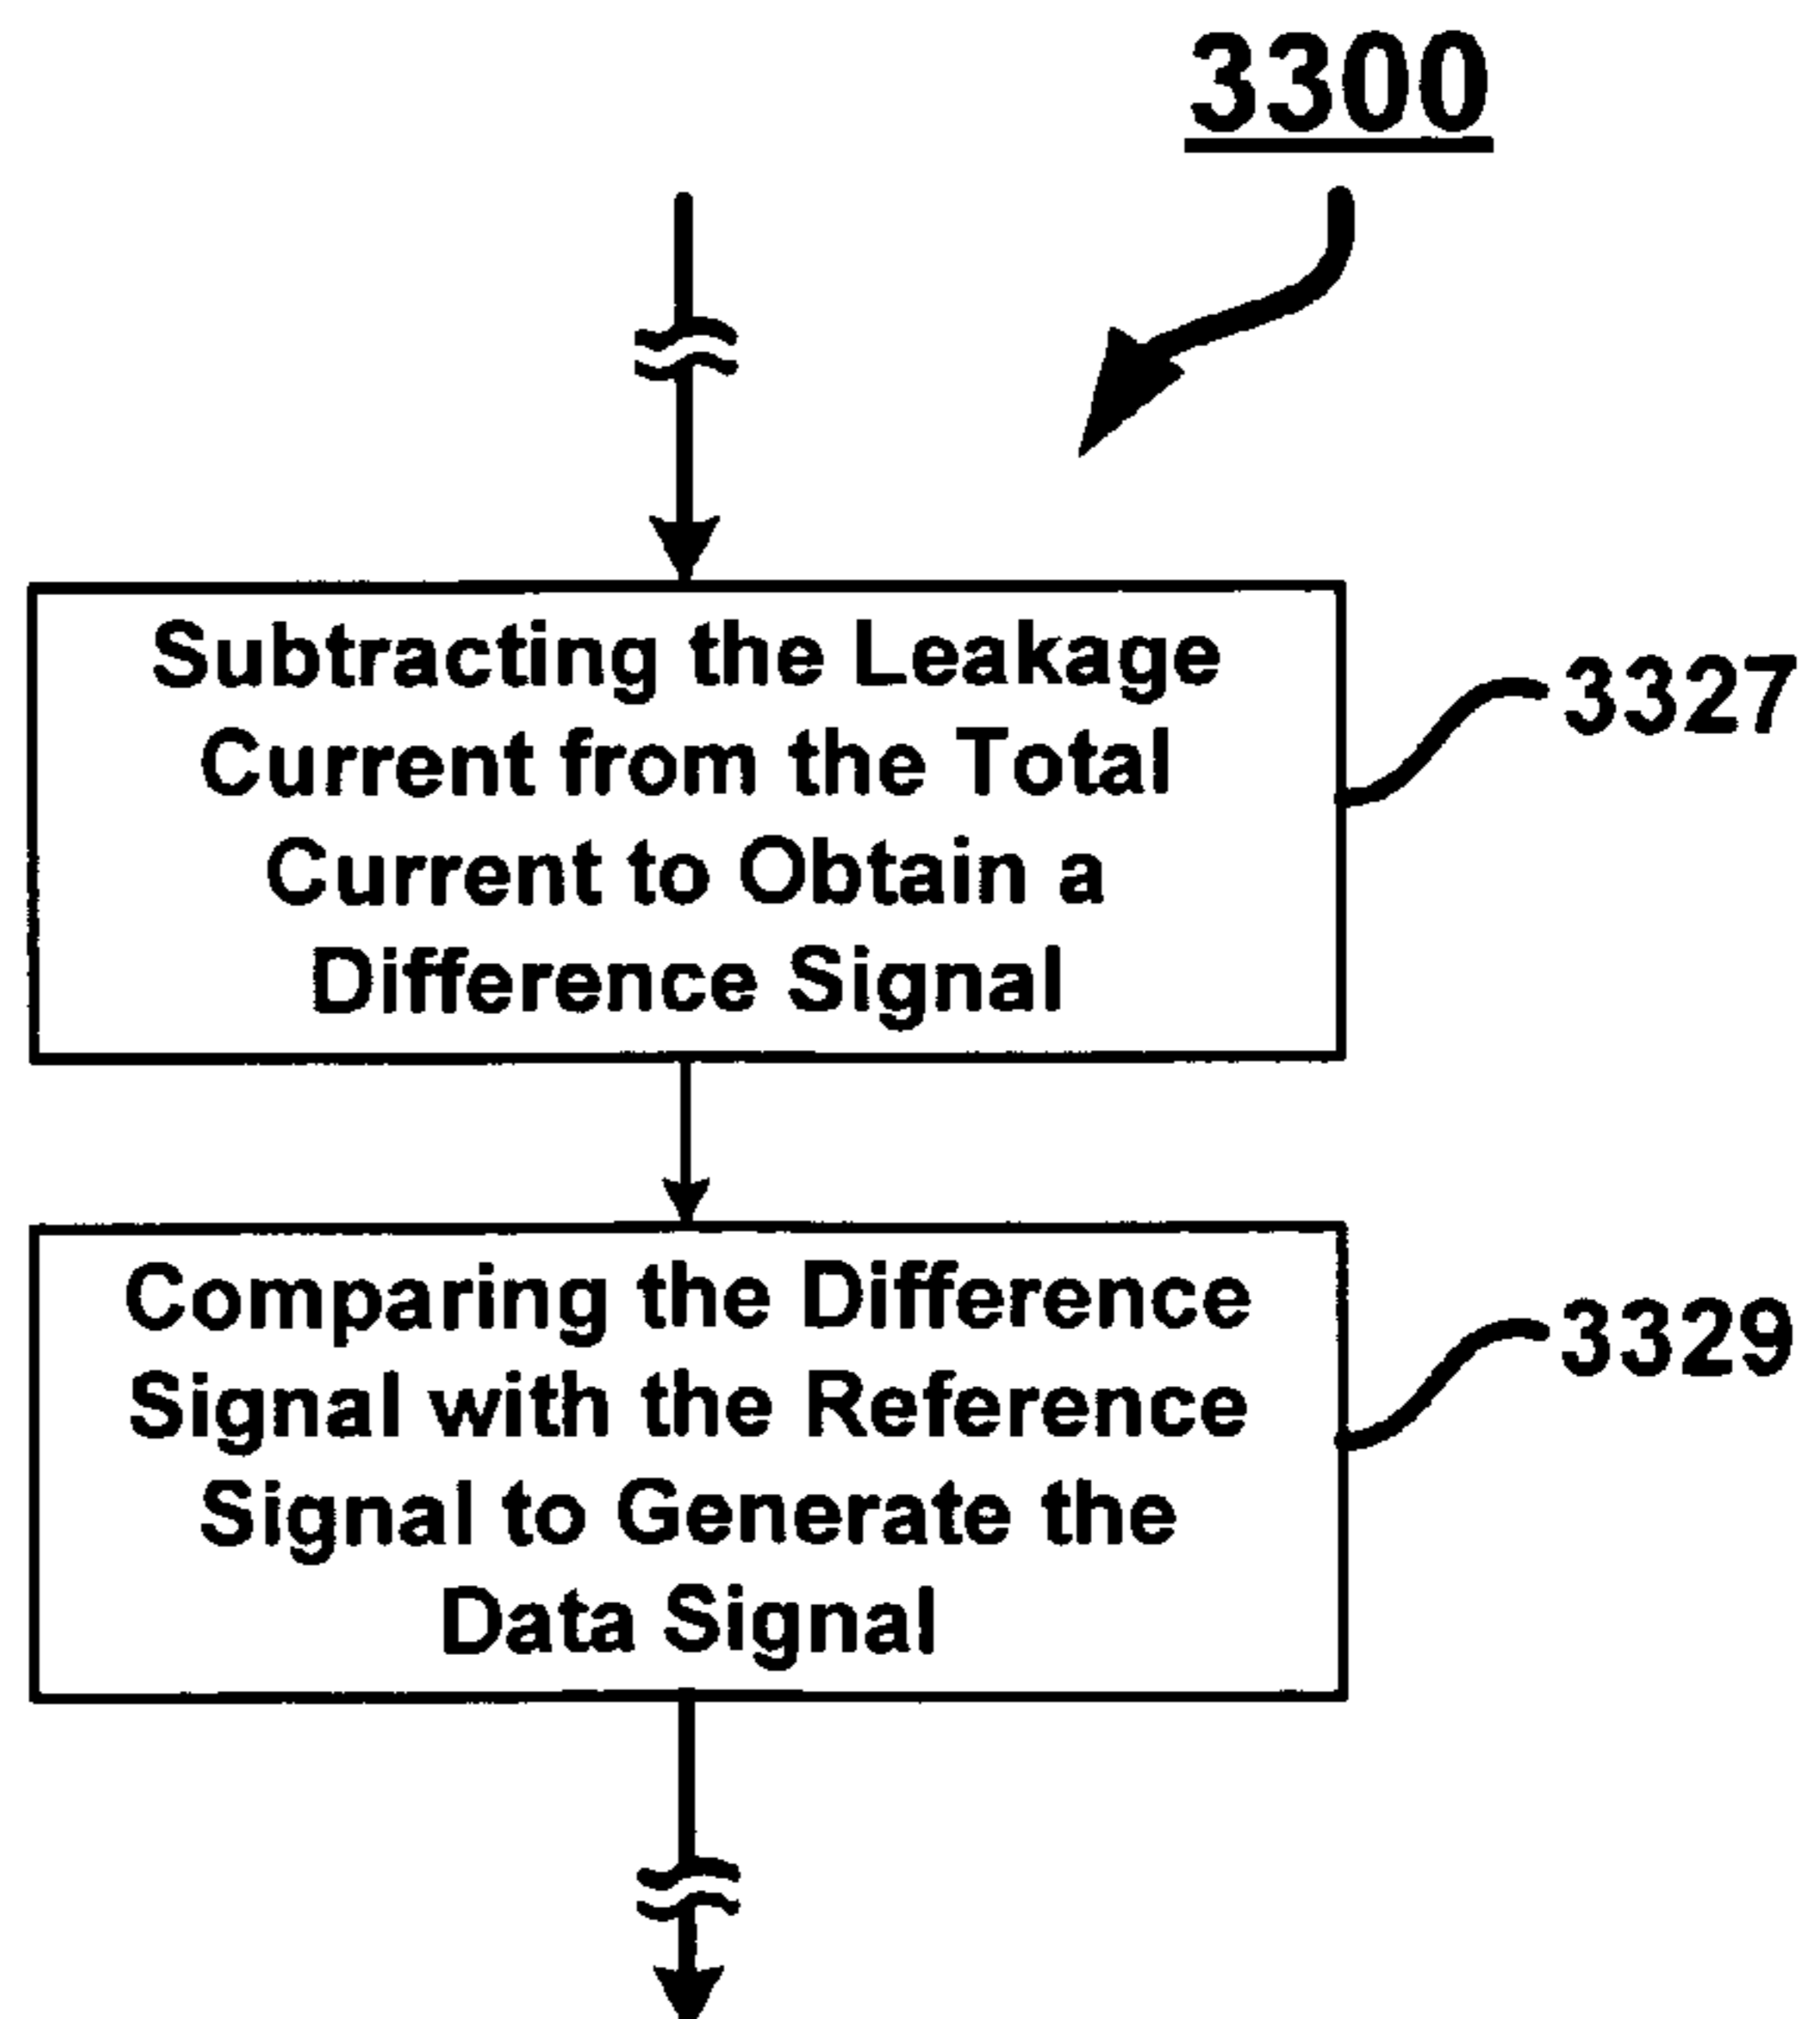 3300
Subtracting the Leakage
Current from the Total
Current to Obtain a
Difference Signal
3327
Comparing the Difference
Signal with the Reference
Signal to Generate the
Data Signal
3329